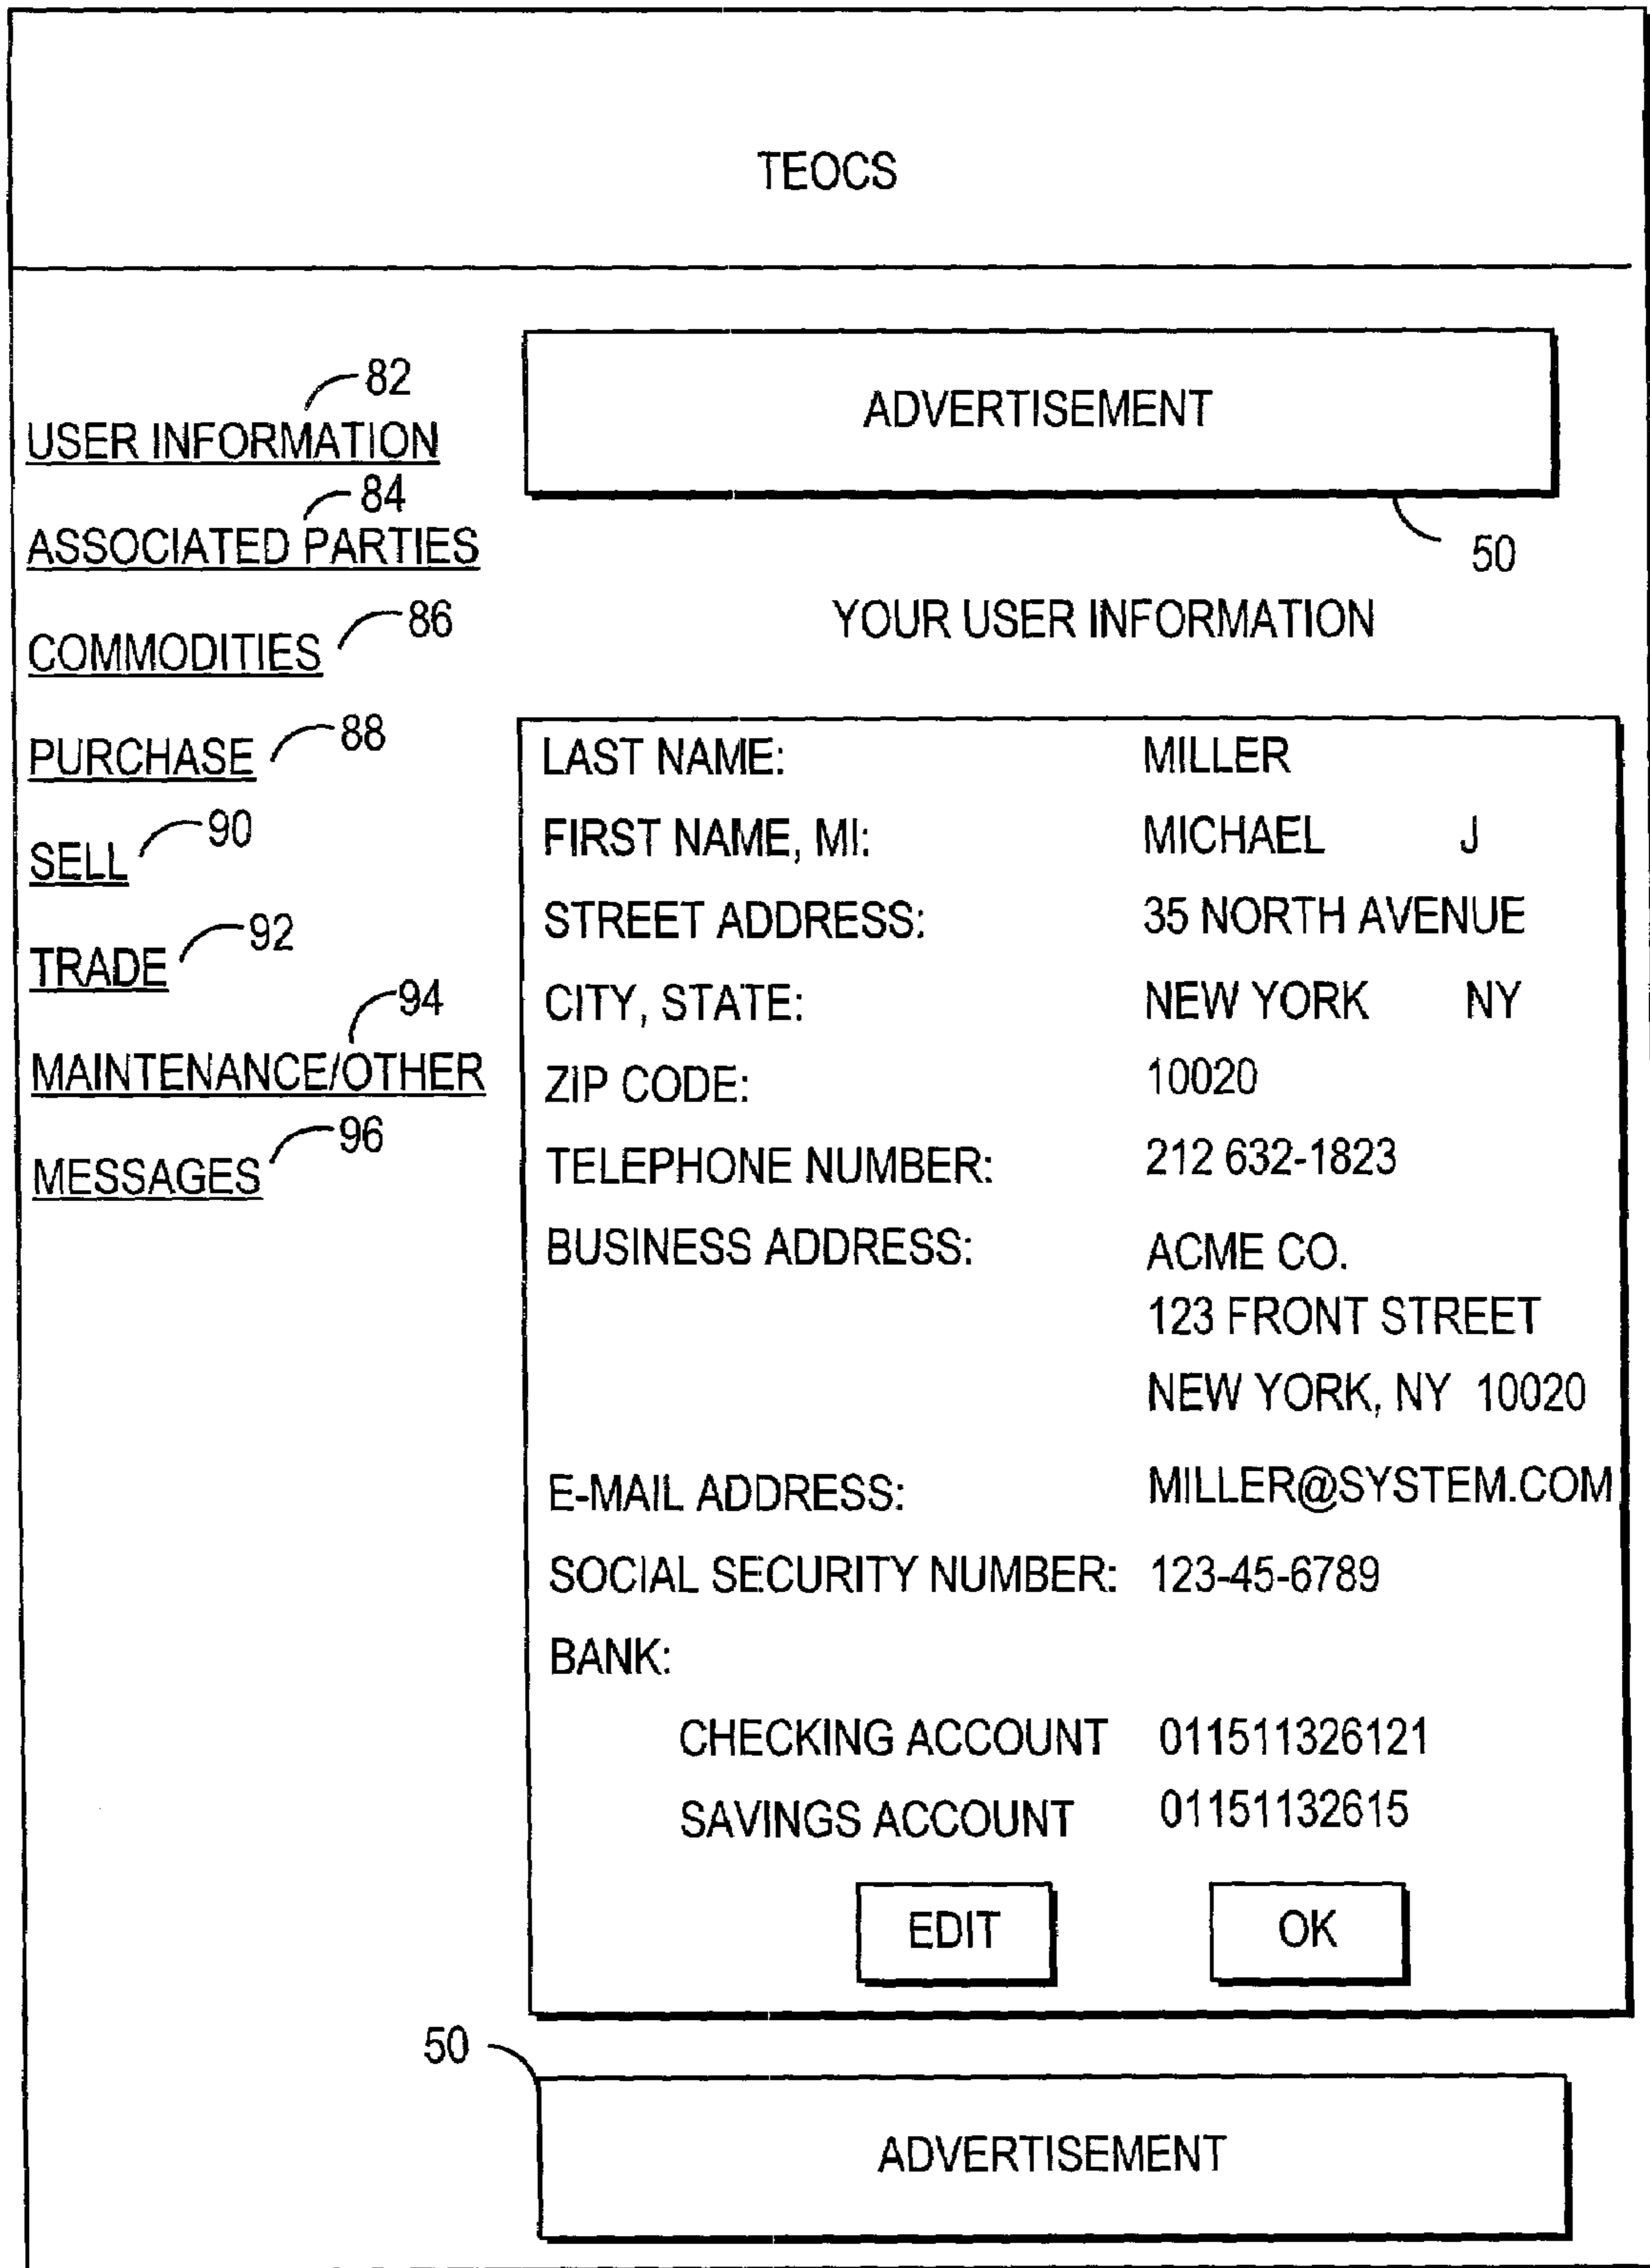 TEOCS
82
USER INFORMATION
84
ASSOCIATED PARTIES
COMMODITIES 86
PURCHASE 88
SELL 90
TRADE 92
94
MAINTENANCE/OTHER
MESSAGES 96
ADVERTISEMENT
50
YOUR USER INFORMATION
LAST NAME: MILLER
FIRST NAME, MI: MICHAEL J
STREET ADDRESS: 35 NORTH AVENUE
CITY, STATE: NEW YORK NY
ZIP CODE: 10020
TELEPHONE NUMBER: 212 632-1823
BUSINESS ADDRESS: ACME CO.
123 FRONT STREET
NEW YORK, NY 10020
E-MAIL ADDRESS: MILLER@SYSTEM.COM
SOCIAL SECURITY NUMBER: 123-45-6789
BANK:
CHECKING ACCOUNT 011511326121
SAVINGS ACCOUNT 01151132615
EDIT OK
50
ADVERTISEMENT